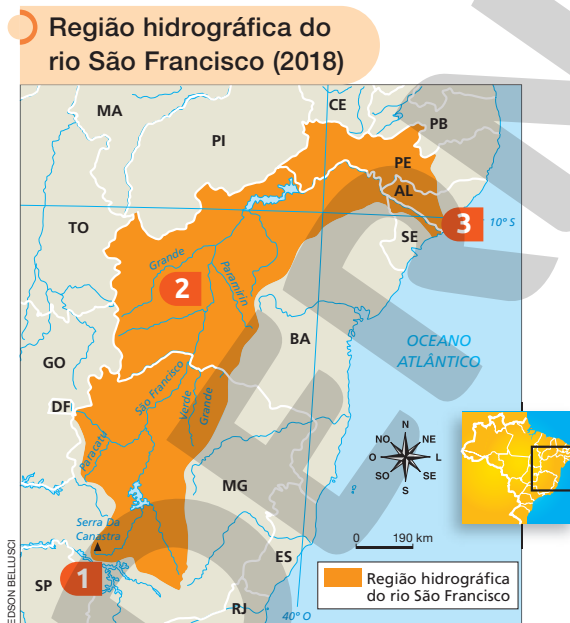 Região hidrográfica do
rio São Francisco (2018)
MA
CE
PB
PI
PE
AL
TO
3
10° S
SE
Grande
2
Paramirin
BA
OCEANO
ATLÂNTICO
GO
São Francisco
DF
Verde
Grande
Paracatu
N
NO
NE
O
L
SO
SE
S
MG
Serra Da
Canastra
0
190 km
ES
1
SP
Região hidrográfica
do rio São Francisco
RJ
40° O
EDSON BELLUSCI